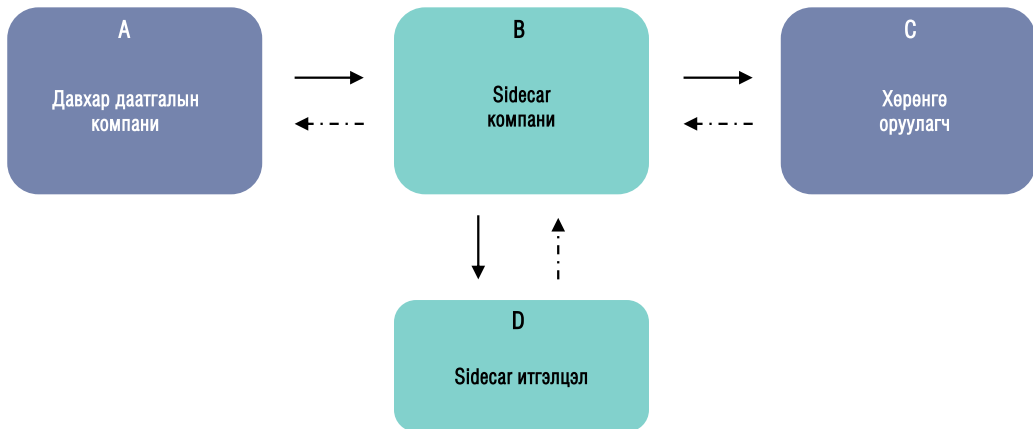 A
Давхар даатгалын
компани
B
Sidecar
компани
C
Хөрөнгө
оруулагч
D
Sidecar итгэлцэл